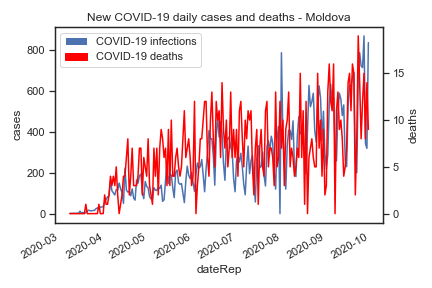 New COVID-19 daily cases and deaths - Moldova
COVID-19 infections
COVID-19 deaths
cases
800
600
400
200
0
deaths
15
10
5
0
2020-03
2020-04
2020-05
2020-06
2020-07
2020-08
2020-09
2020-10
dateRep